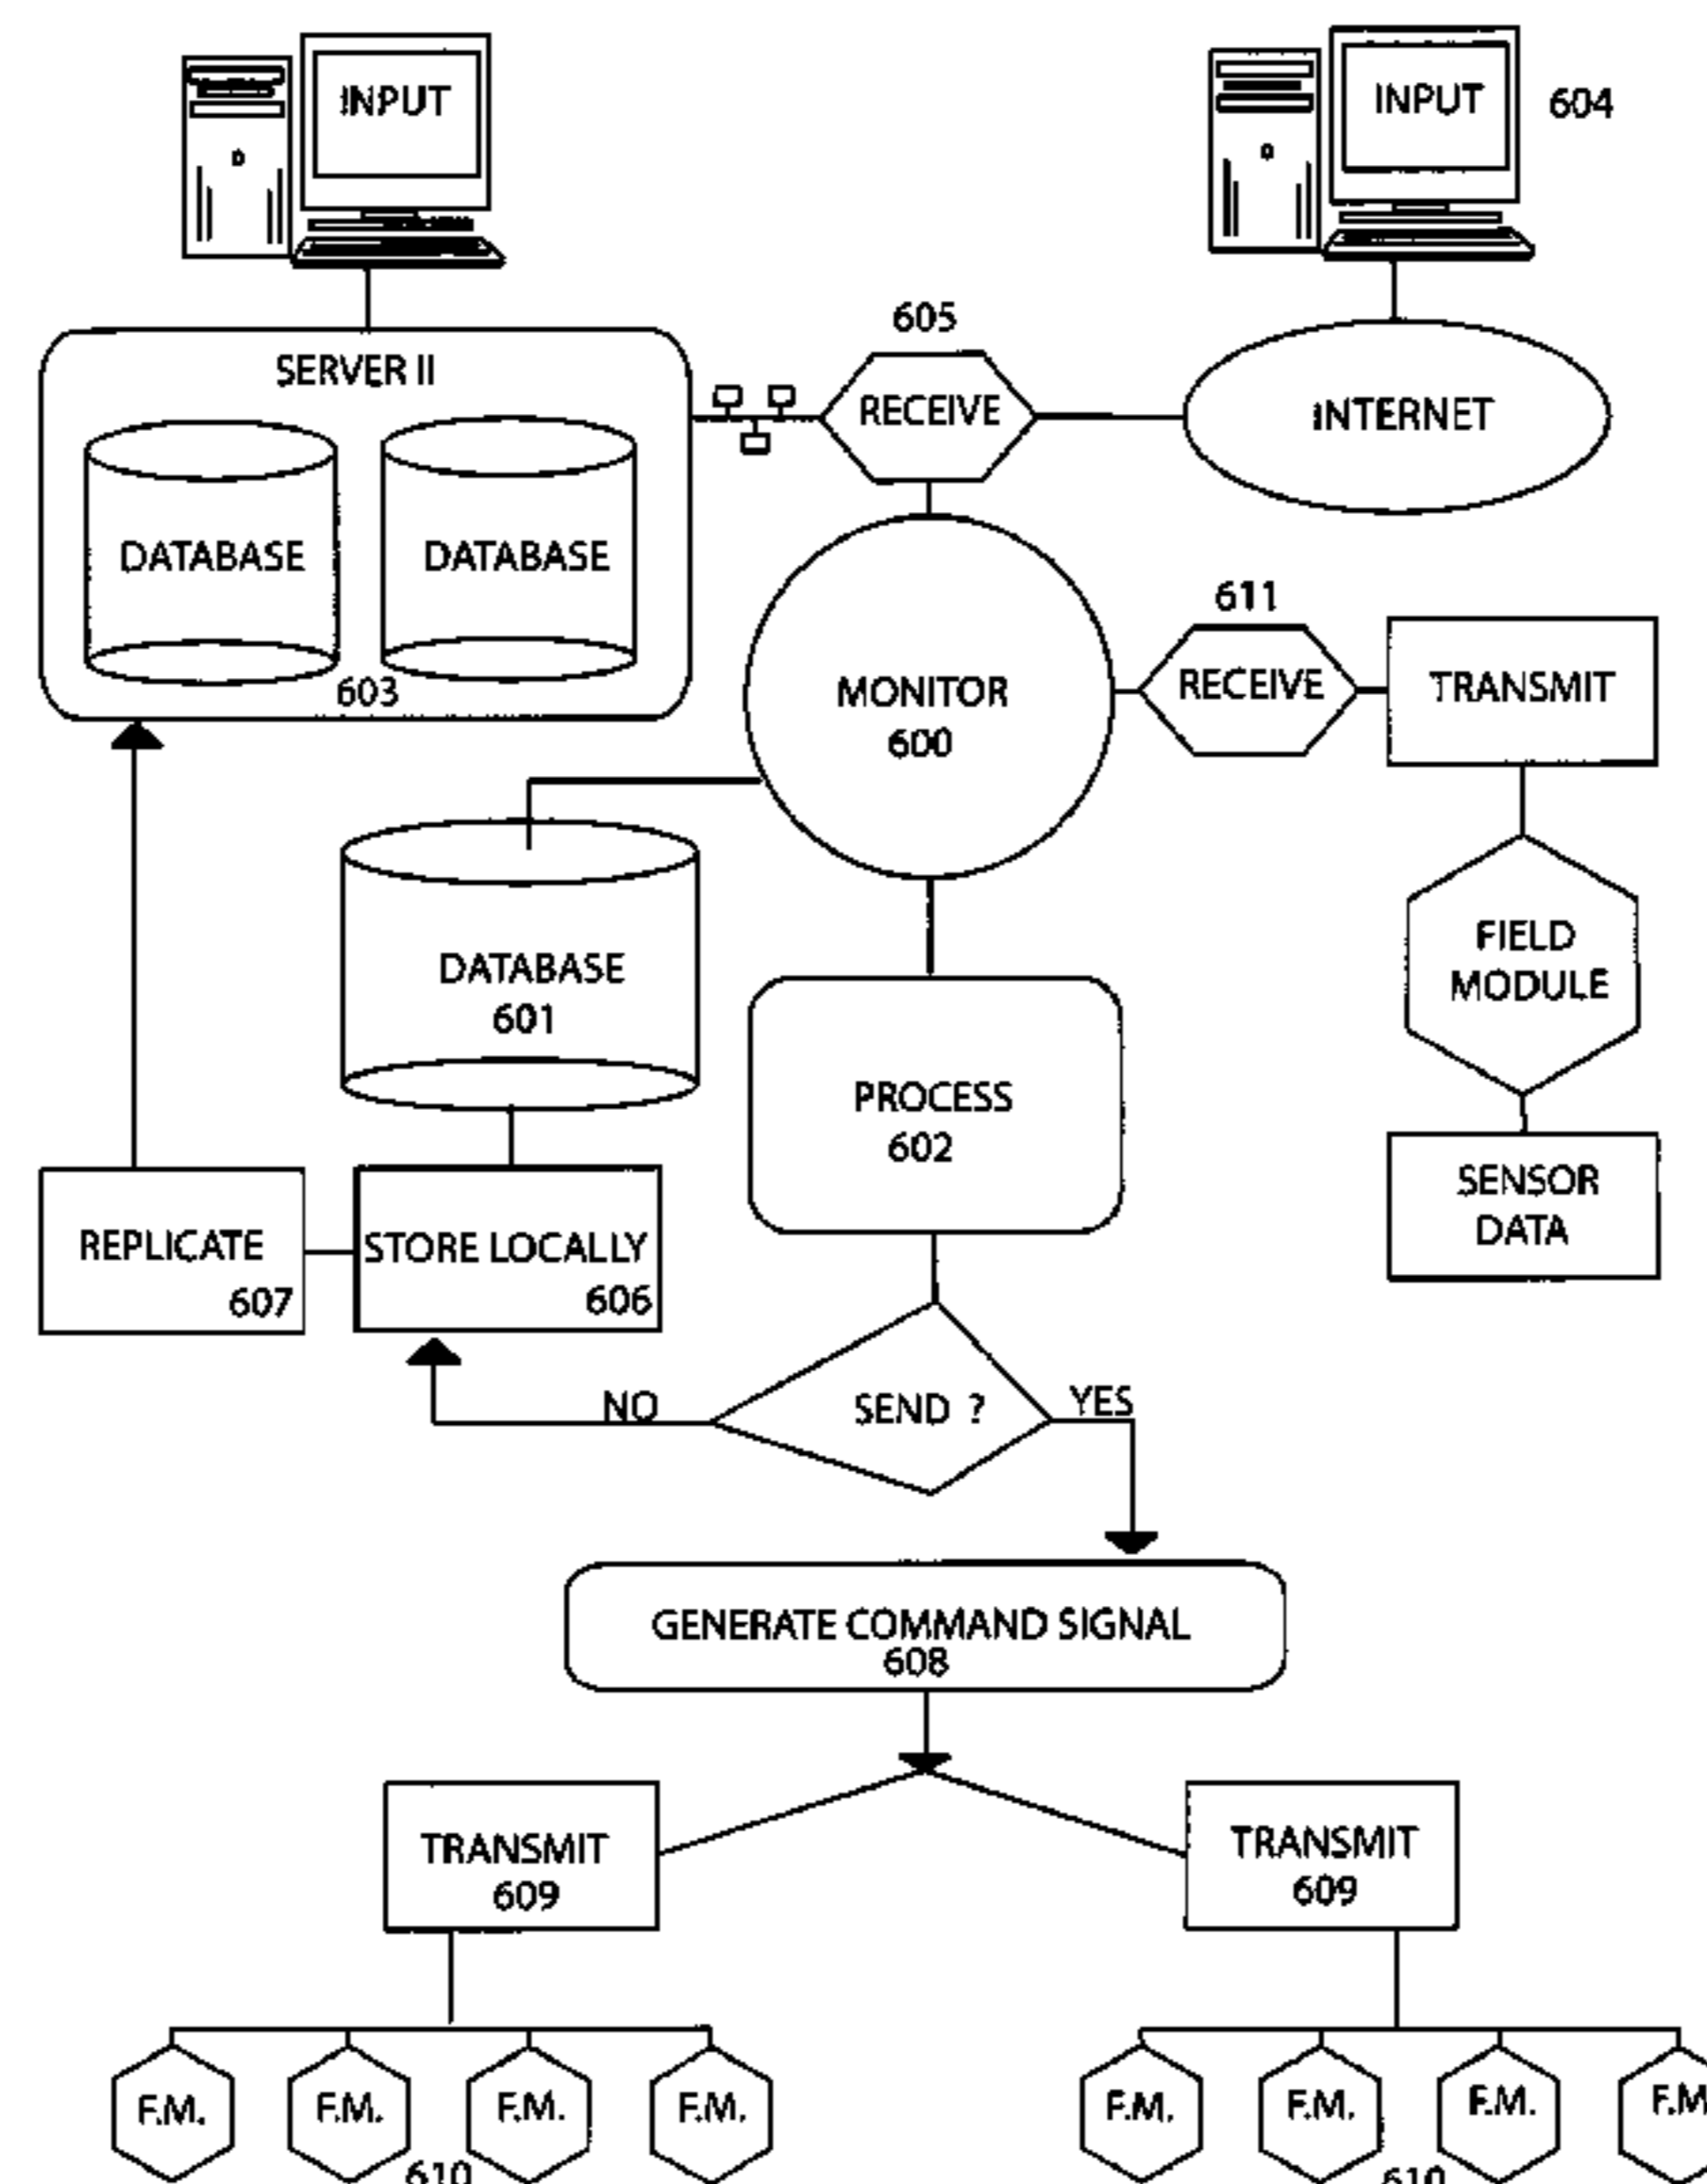 INPUT
INPUT
604
605
SERVER II
RECEIVE
INTERNET
DATABASE
DATABASE
603
611
MONITOR
600
RECEIVE
TRANSMIT
DATABASE
601
FIELD
MODULE
PROCESS
602
SENSOR
DATA
REPLICATE
607
STORE LOCALLY
606
NO
SEND ?
YES
GENERATE COMMAND SIGNAL
608
TRANSMIT
609
TRANSMIT
609
F.M.
F.M.
F.M.
F.M.
F.M.
F.M.
F.M.
F.M
610
610